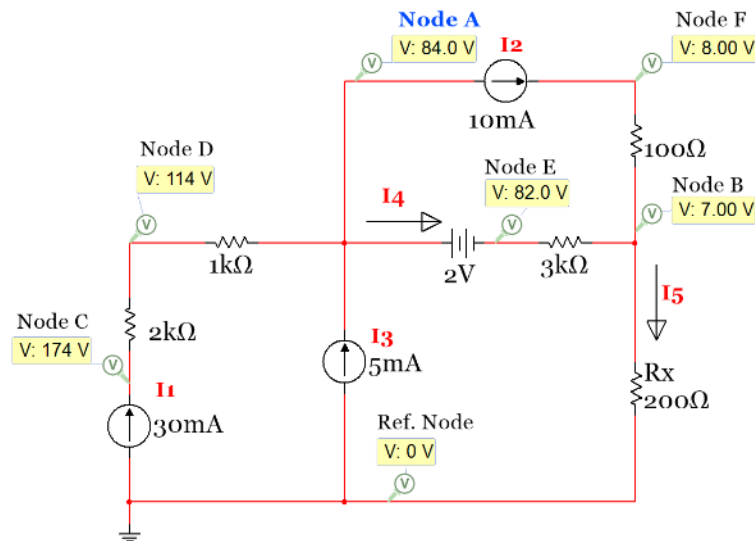 Node A
V: 84.0 V
I2
10mA
Node F
V: 8.00 V
100Ω
Node D
V: 114 V
Node E
V: 82.0 V
Node B
V: 7.00 V
I4
1kΩ
2V
3kΩ
I5
Node C
V: 174 V
2kΩ
I1
30mA
I3
5mA
Rx
200Ω
Ref. Node
V: 0 V
V
V
V
V
V
V
V